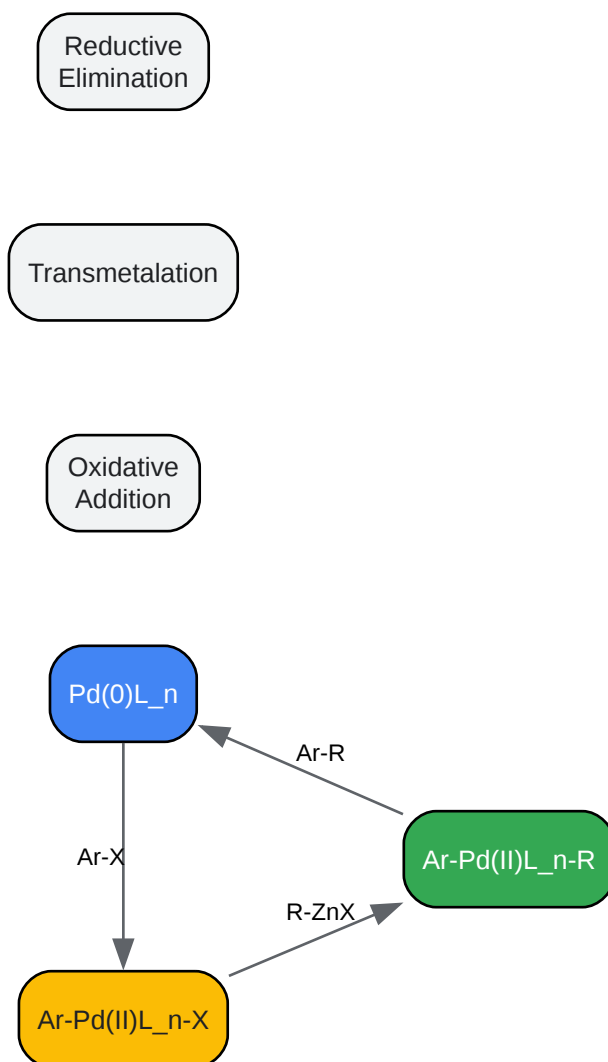 Reductive
Elimination
Transmetalation
Oxidative
Addition
Pd(0)L_n
Ar-R
Ar-X
Ar-Pd(II)L_n-R
R-ZnX
Ar-Pd(II)L_n-X